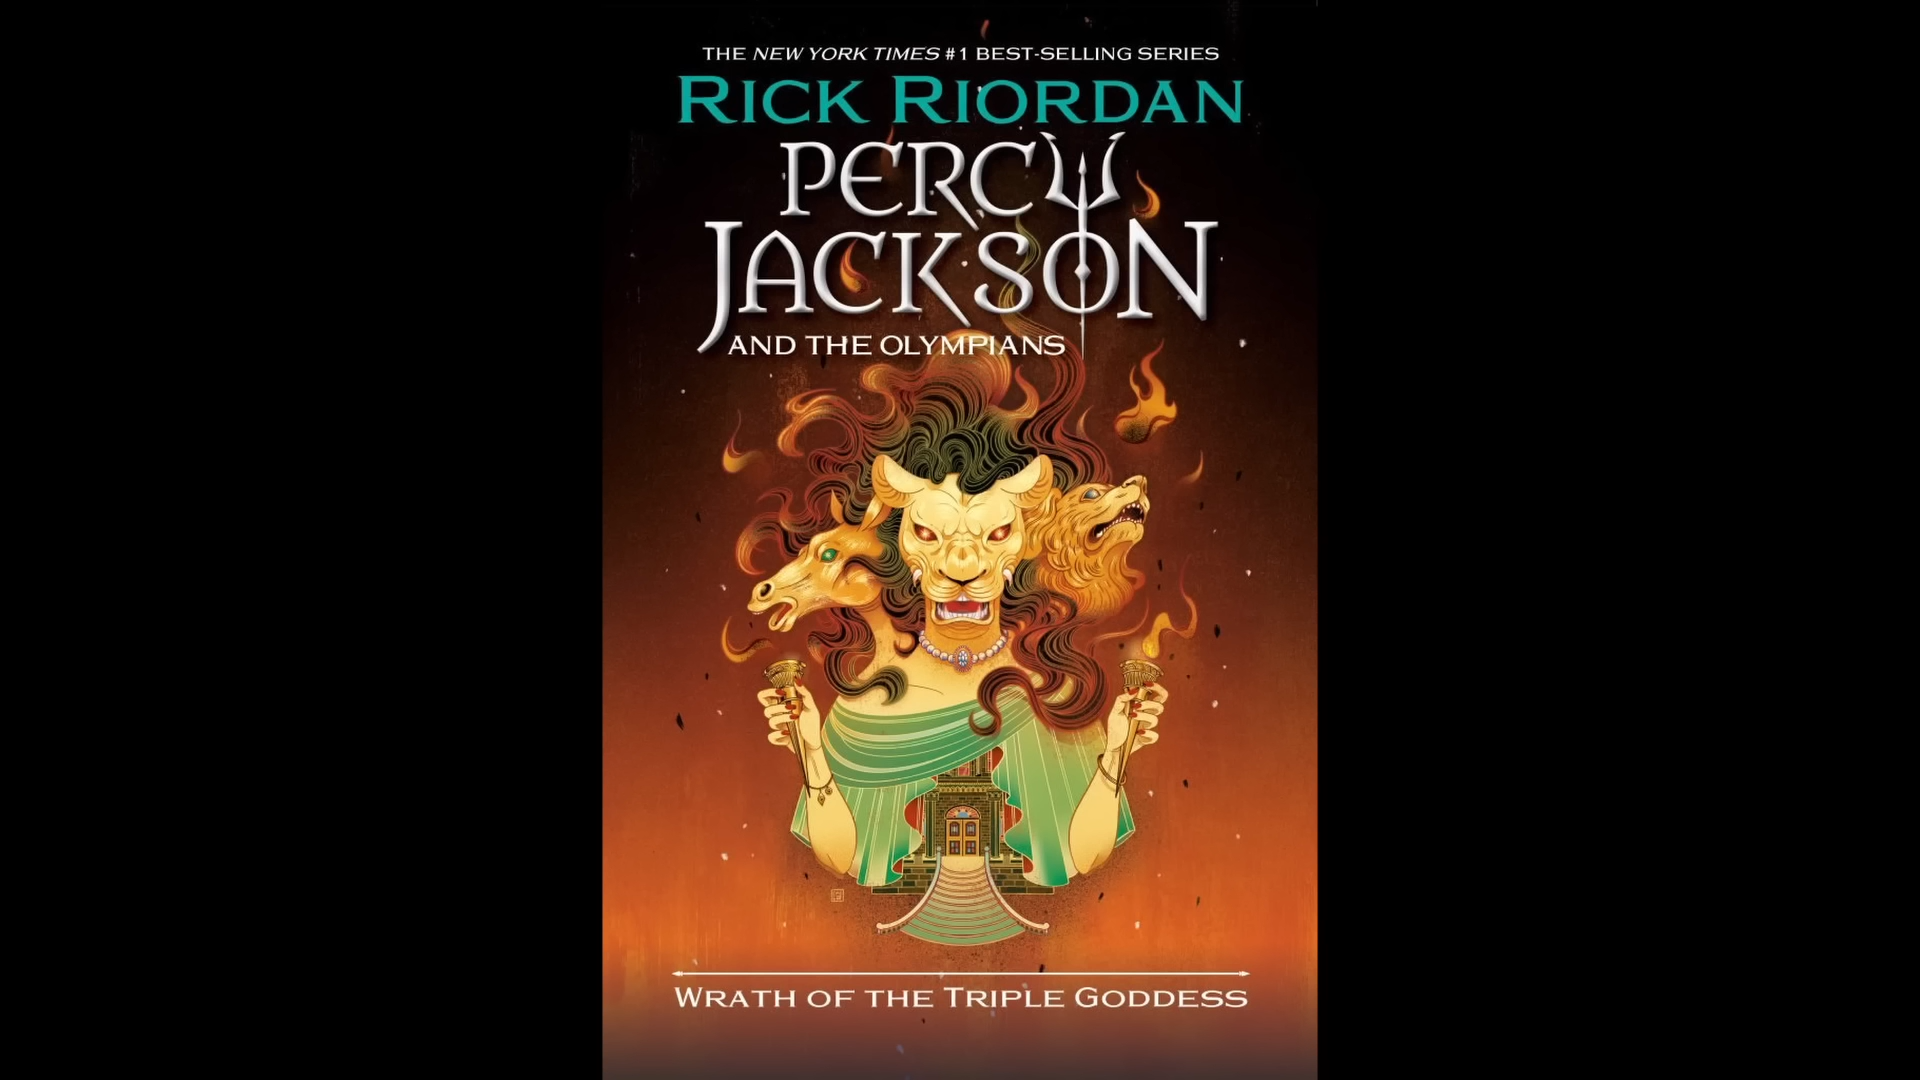 THE NEW YORK TIMES #1 BEST-SELLING SERIES
RICK RIORDAN
PERCY
JACKSON
AND THE OLYMPIANS
WRATH OF THE TRIPLE GODDESS